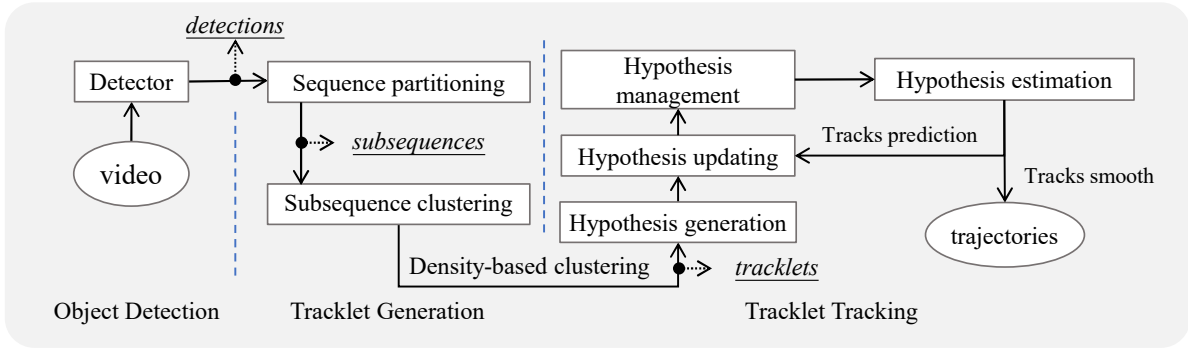 detections
Detector
Sequence partitioning
video
subsequences
Subsequence clustering
Density-based clustering
tracklets
Hypothesis
management
Hypothesis estimation
Tracks prediction
Hypothesis updating
Tracks smooth
Hypothesis generation
trajectories
Object Detection
Tracklet Generation
Tracklet Tracking